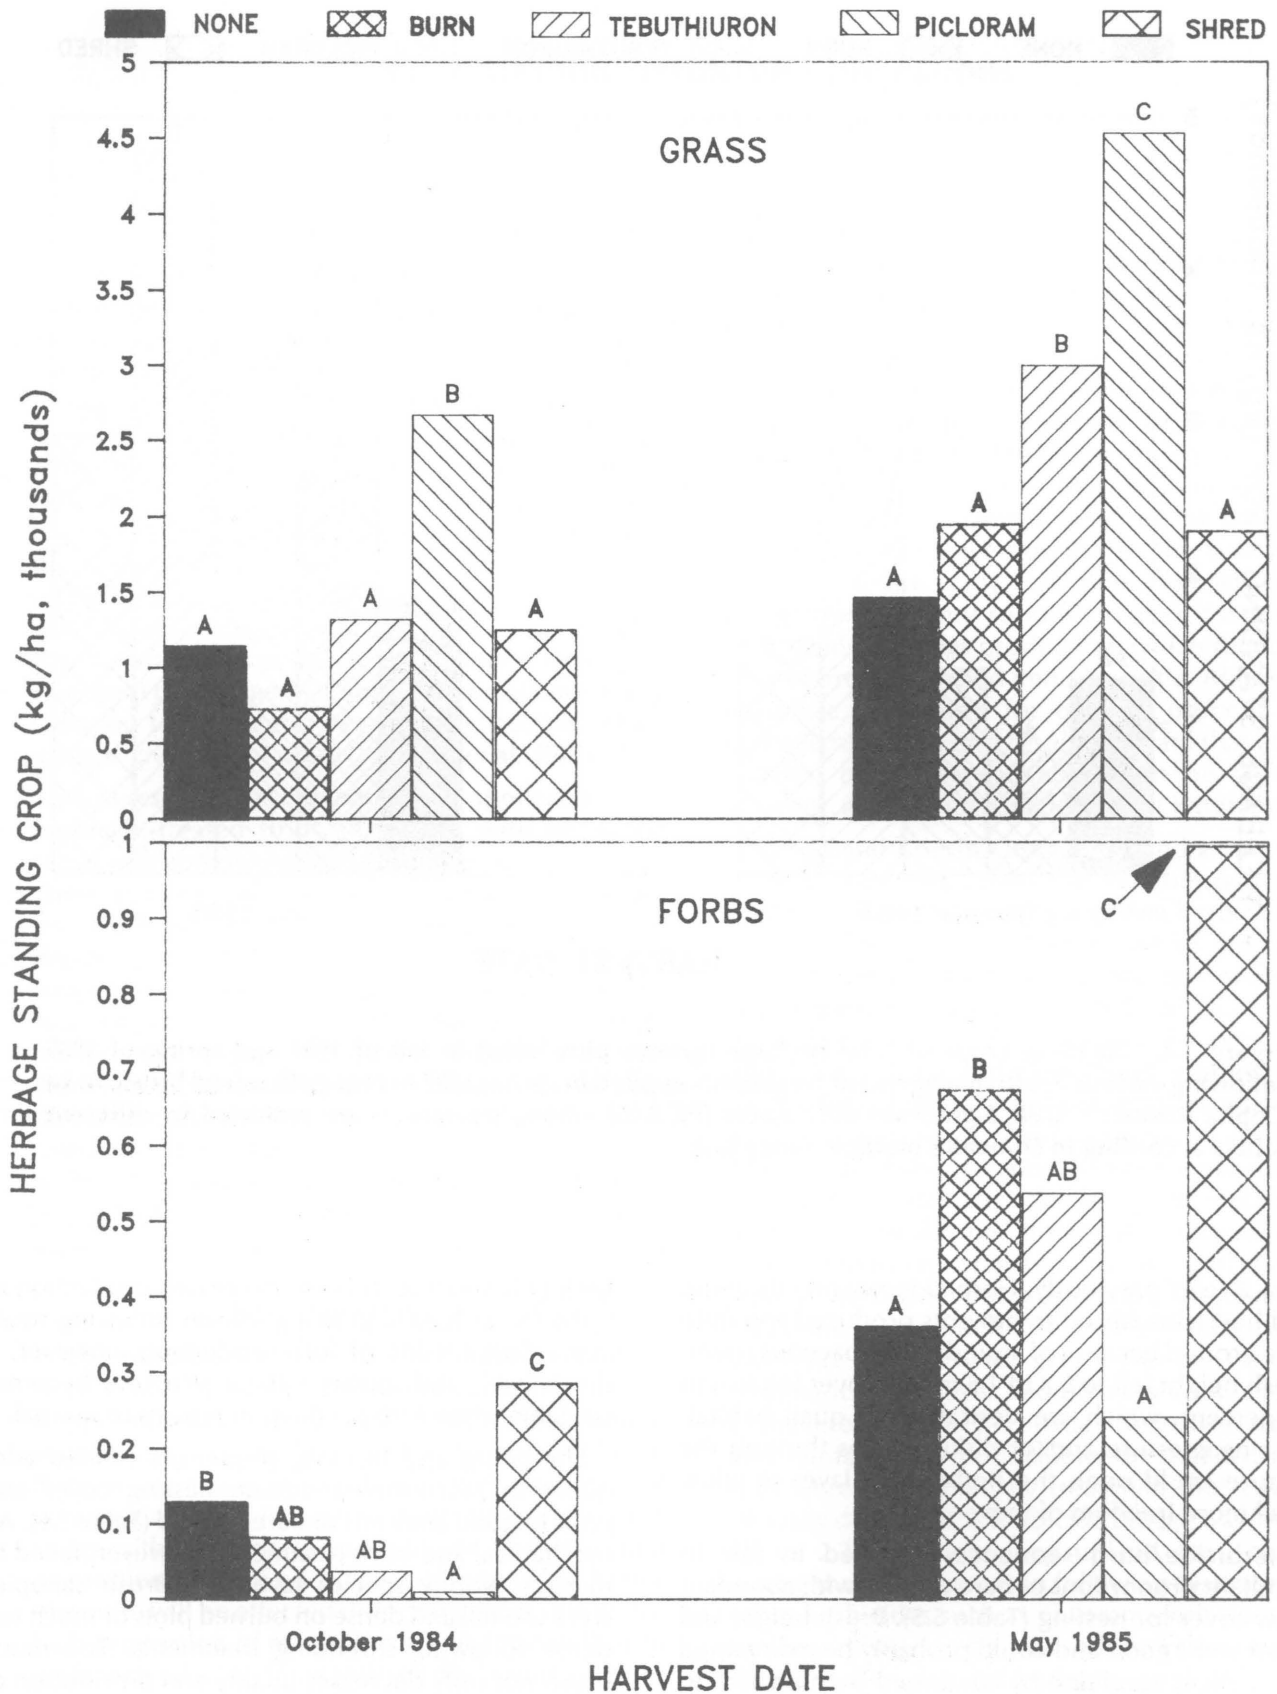 NONE BURN TEBUTHIURON PICLORAM SHRED
5
4.5
4
3.5
3
2.5
2
1.5
1
0.5
0
GRASS
A A A B A
A A B C A
HERBAGE STANDING CROP (kg/ha, thousands)
1
0.9
0.8
0.7
0.6
0.5
0.4
0.3
0.2
0.1
0
FORBS
B AB AB A C
A B AB A C
October 1984 May 1985
HARVEST DATE